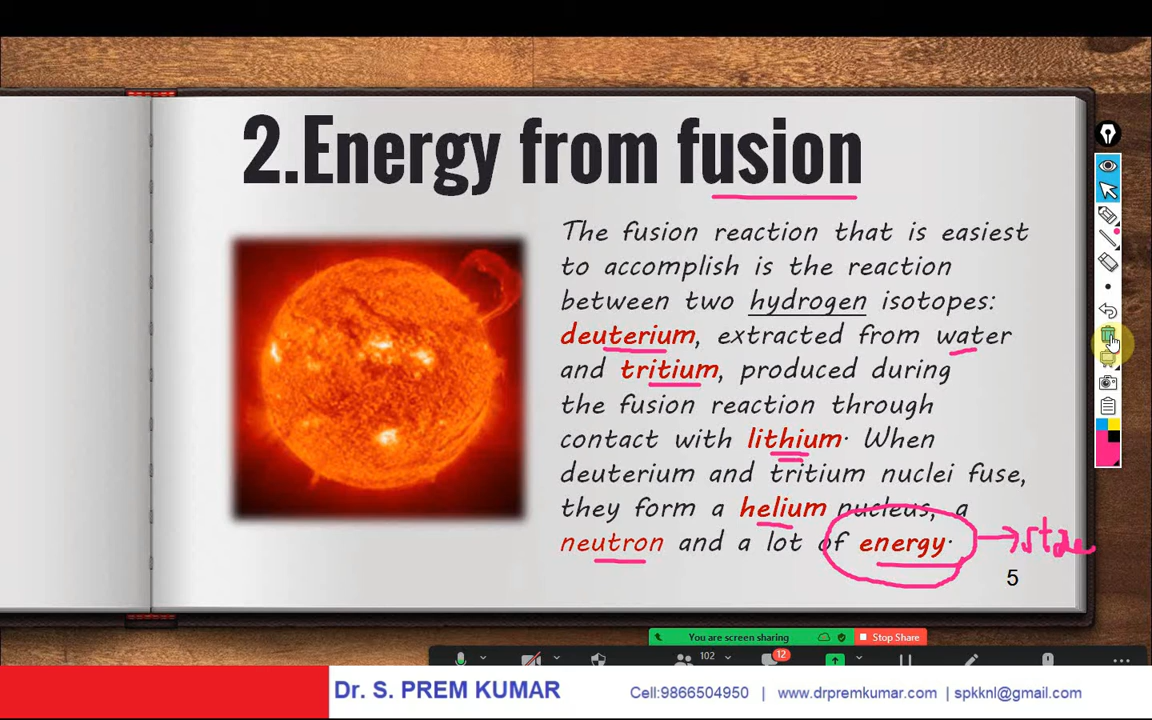 2.Energy from fusion
The fusion reaction that is easiest
to accomplish is the reaction
between two hydrogen isotopes:
deuterium, extracted from water
and tritium, produced during
the fusion reaction through
contact with lithium. When
deuterium and tritium nuclei fuse,
they form a helium nucleus, a
neutron and a lot of energy.
5
You are screen sharing
Stop Share
102
12
Dr. S. PREM KUMAR
Cell:9866504950 | www.drpremkumar.com | spkknl@gmail.com